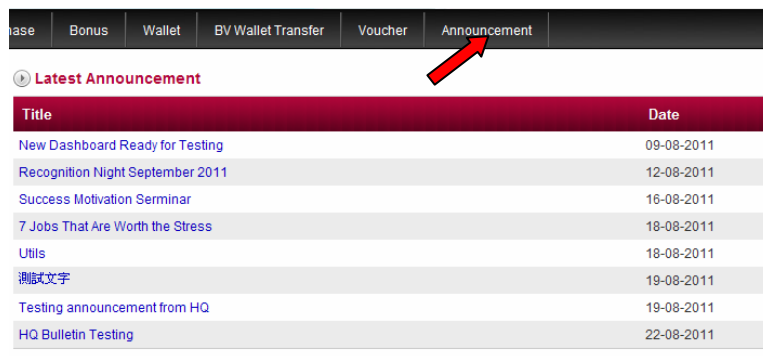 Bonus Wallet BV Wallet Transfer Voucher Announcement
Latest Announcement
Title Date
New Dashboard Ready for Testing 09-08-2011
Recognition Night September 2011 12-08-2011
Success Motivation Serminar 16-08-2011
7 Jobs That Are Worth the Stress 18-08-2011
Utils 18-08-2011
測試文字 19-08-2011
Testing announcement from HQ 19-08-2011
HQ Bulletin Testing 22-08-2011